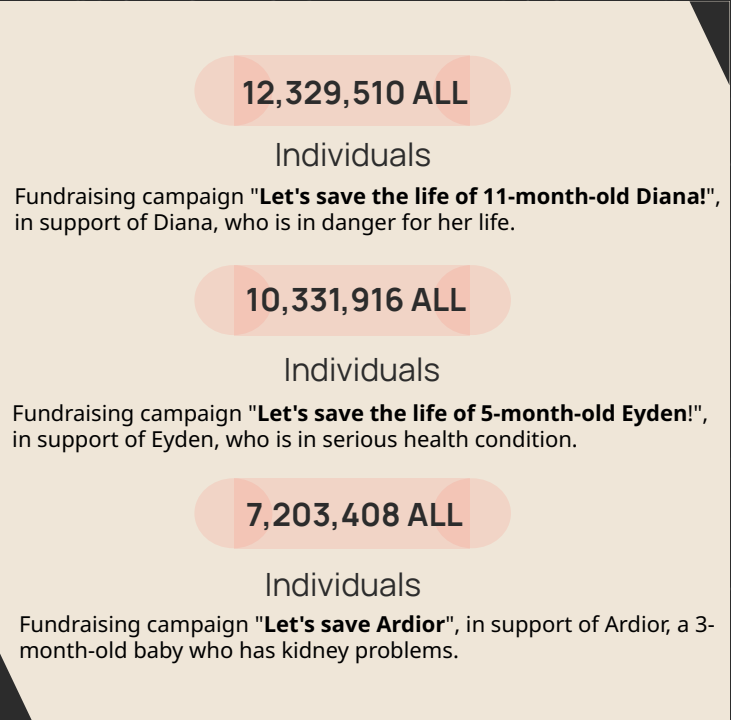 12,329,510 ALL
Individuals
Fundraising campaign "Let's save the life of 11-month-old Diana!",
in support of Diana, who is in danger for her life.
10,331,916 ALL
Individuals
Fundraising campaign "Let's save the life of 5-month-old Eyden!",
in support of Eyden, who is in serious health condition.
7,203,408 ALL
Individuals
Fundraising campaign "Let's save Ardior", in support of Ardior, a 3-
month-old baby who has kidney problems.